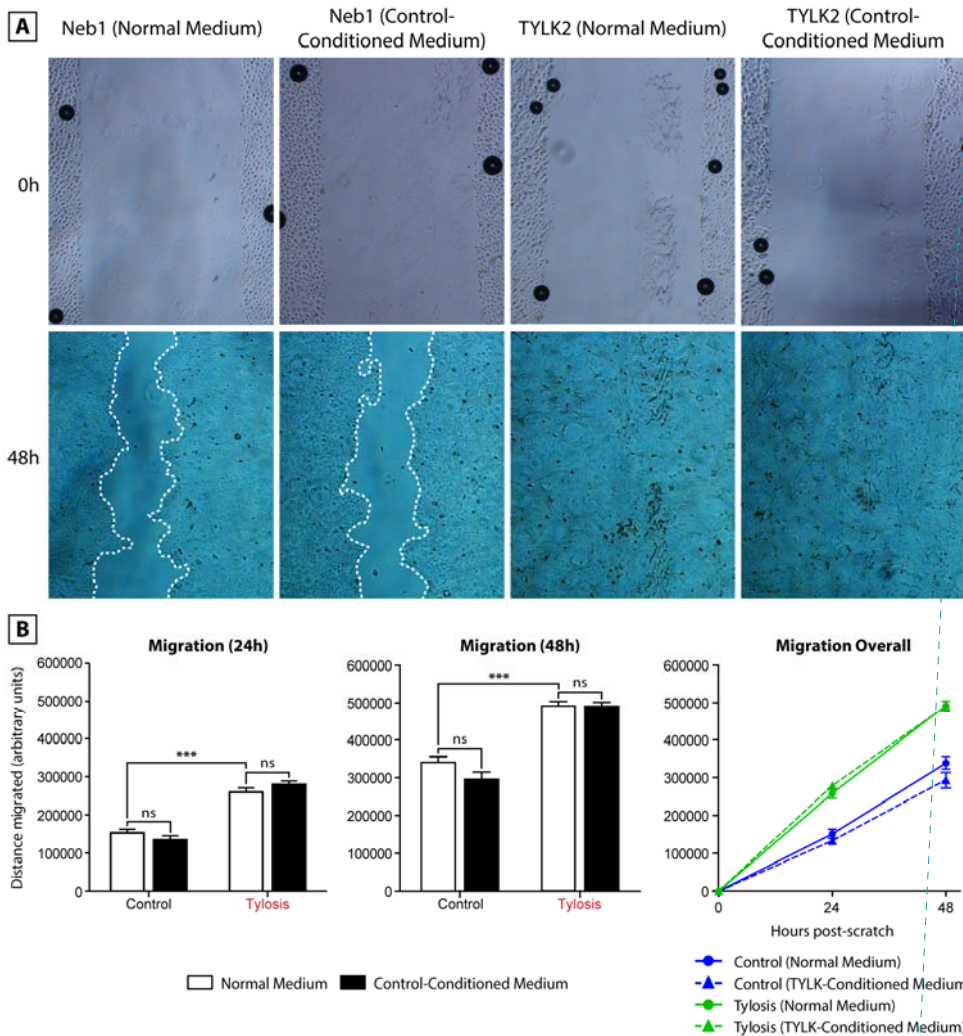 A
Neb1 (Normal Medium)
Neb1 (Control-
Conditioned Medium)
TYLK2 (Normal Medium)
TYLK2 (Control-
Conditioned Medium
0h
48h
B
Migration (24h)
Distance migrated (arbitrary units)
600000
500000
400000
300000
200000
100000
0
***
ns
ns
Control
Tylosis
Migration (48h)
600000
500000
400000
300000
200000
100000
0
***
ns
ns
Control
Tylosis
Migration Overall
600000
500000
400000
300000
200000
100000
0
0
24
48
Hours post-scratch
Normal Medium
Control-Conditioned Medium
Control (Normal Medium)
Control (TYLK-Conditioned Medium
Tylosis (Normal Medium)
Tylosis (TYLK-Conditioned Medium)